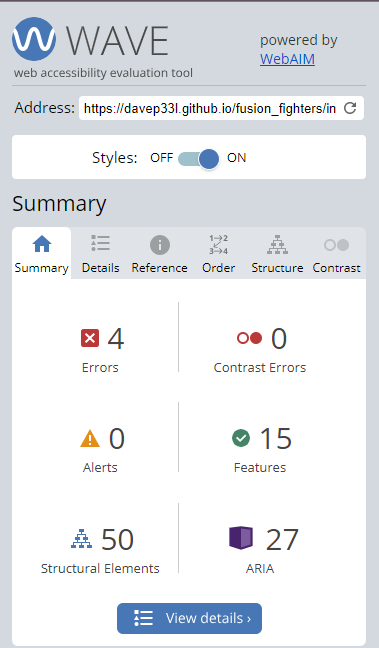 WAVE
web accessibility evaluation tool
powered by
WebAIM
Address: https://davep33l.github.io/fusion_fighters/in
Styles: OFF ON
Summary
Summary Details Reference Order Structure Contrast
4
Errors
0
Contrast Errors
0
Alerts
15
Features
50
Structural Elements
27
ARIA
View details ›